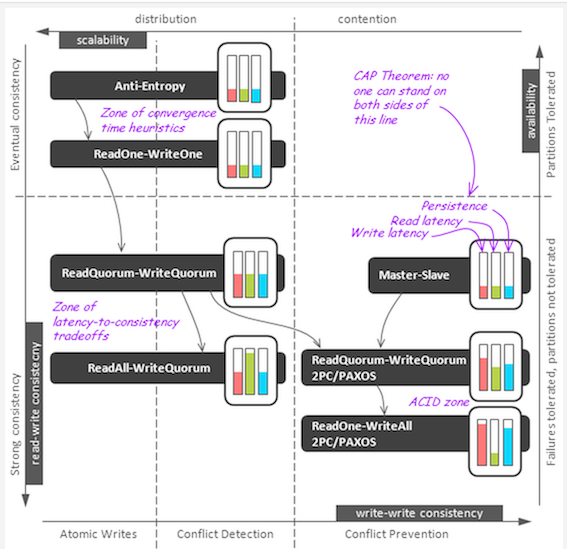 distribution
contention
scalability
Eventual consistency
Strong consistency
read-write consistecny
availability
Partitions Tolerated
Failures tolerated, partitions not tolerated
Anti-Entropy
Zone of convergence
time heuristics
ReadOne-WriteOne
CAP Theorem: no
one can stand on
both sides of
this line
Persistence
Read latency
Write latency
ReadQuorum-WriteQuorum
Master-Slave
Zone of
latency-to-consistency
tradeoffs
ReadAll-WriteQuorum
ReadQuorum-WriteQuorum
2PC/PAXOS
ACID zone
ReadOne-WriteAll
2PC/PAXOS
write-write consistency
Atomic Writes
Conflict Detection
Conflict Prevention